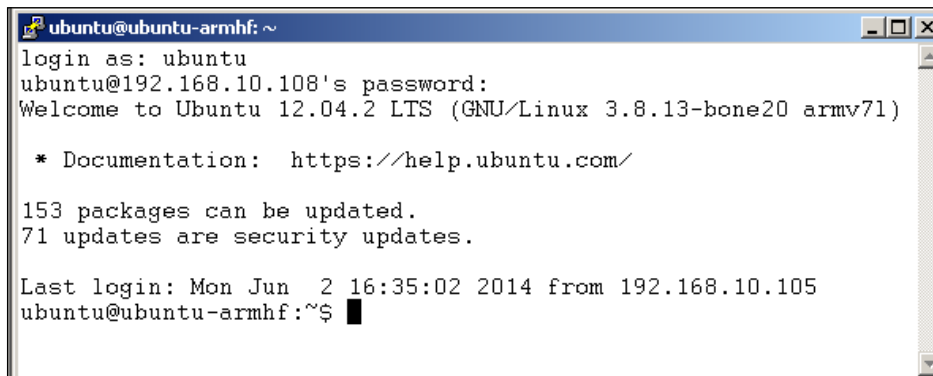 ubuntu@ubuntu-armhf: ~
login as: ubuntu
ubuntu@192.168.10.108's password:
Welcome to Ubuntu 12.04.2 LTS (GNU/Linux 3.8.13-bone20 armv7l)
* Documentation:  https://help.ubuntu.com/
153 packages can be updated.
71 updates are security updates.
Last login: Mon Jun  2 16:35:02 2014 from 192.168.10.105
ubuntu@ubuntu-armhf:~$